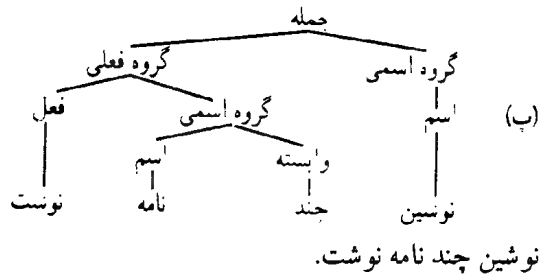 جمله
گروه اسمی گروه فعلی
(پ) اسم گروه اسمی فعل
وابسته اسم
نوشین چند نامه نوشت
نوشین چند نامه نوشت.